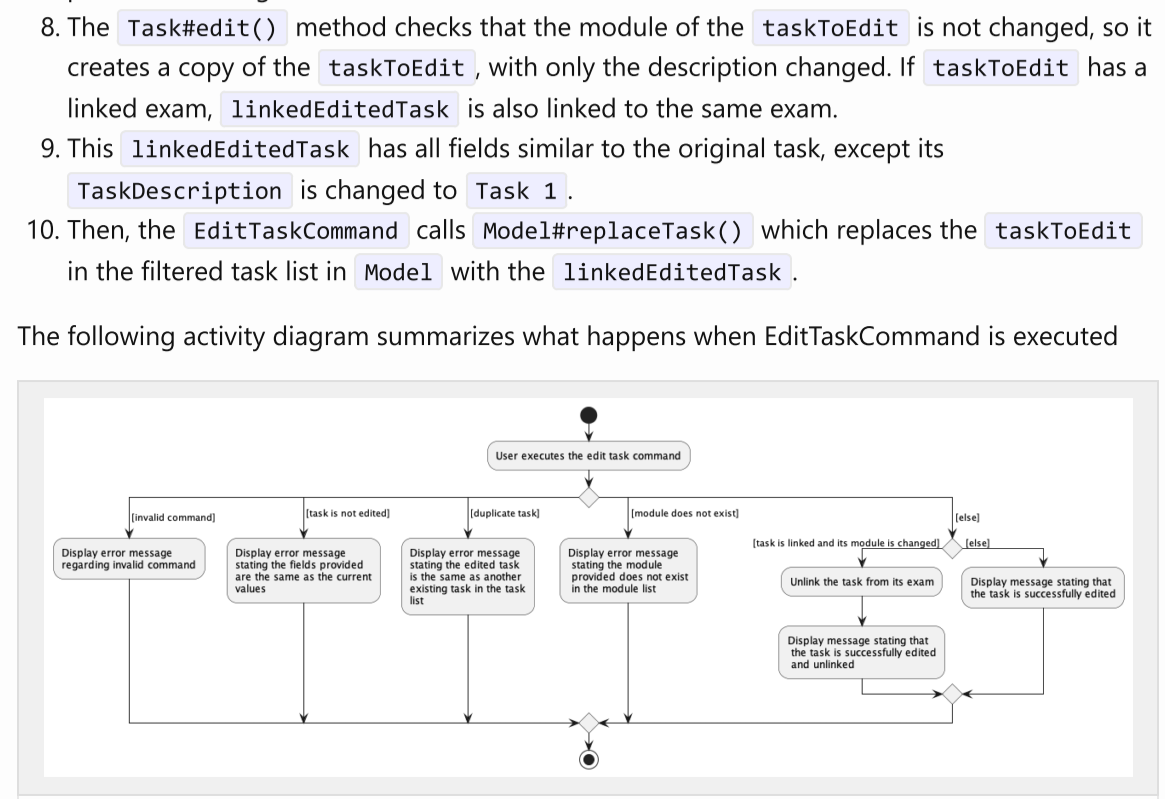 8. The Task#edit() method checks that the module of the taskToEdit is not changed, so it
creates a copy of the taskToEdit, with only the description changed. If taskToEdit has a
linked exam, linkedEditedTask is also linked to the same exam.
9. This linkedEditedTask has all fields similar to the original task, except its
TaskDescription is changed to Task 1.
10. Then, the EditTaskCommand calls Model#replaceTask() which replaces the taskToEdit
in the filtered task list in Model with the linkedEditedTask.
The following activity diagram summarizes what happens when EditTaskCommand is executed
User executes the edit task command
[invalid command]
Display error message
regarding invalid command
[task is not edited]
Display error message
stating the fields provided
are the same as the current
values
[duplicate task]
Display error message
stating the edited task
is the same as another
existing task in the task
list
[module does not exist]
Display error message
stating the module
provided does not exist
in the module list
[else]
[task is linked and its module is changed]
Unlink the task from its exam
Display message stating that
the task is successfully edited
and unlinked
[else]
Display message stating that
the task is successfully edited